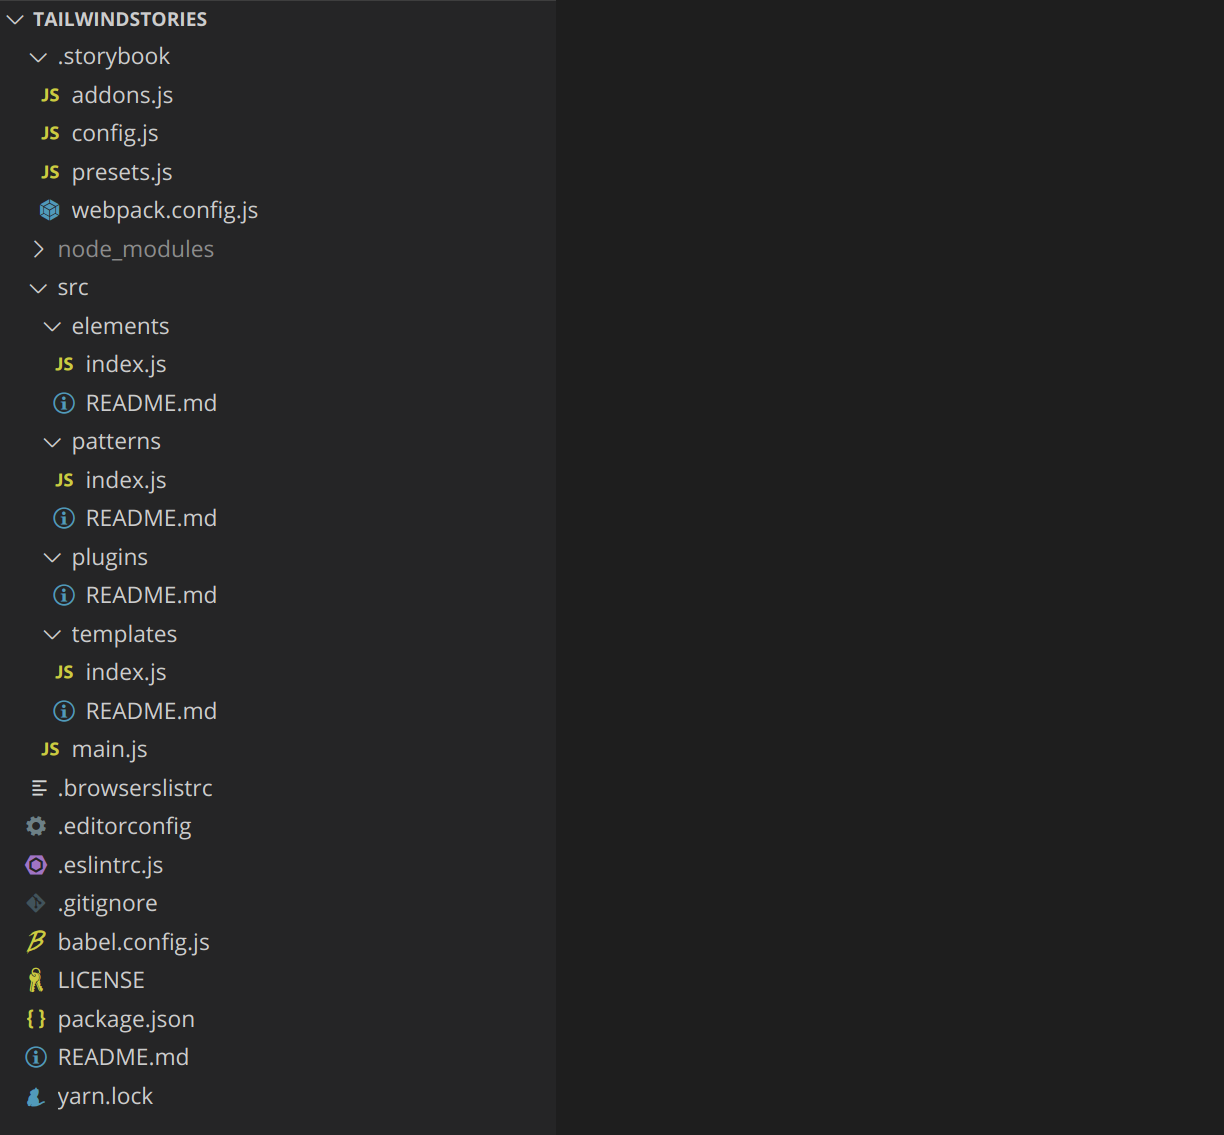 TAILWINDSTORIES
.storybook
JS addons.js
JS config.js
JS presets.js
webpack.config.js
node_modules
src
elements
JS index.js
README.md
patterns
JS index.js
README.md
plugins
README.md
templates
JS index.js
README.md
JS main.js
.browserslistrc
.editorconfig
.eslintrc.js
.gitignore
babel.config.js
LICENSE
{} package.json
README.md
yarn.lock